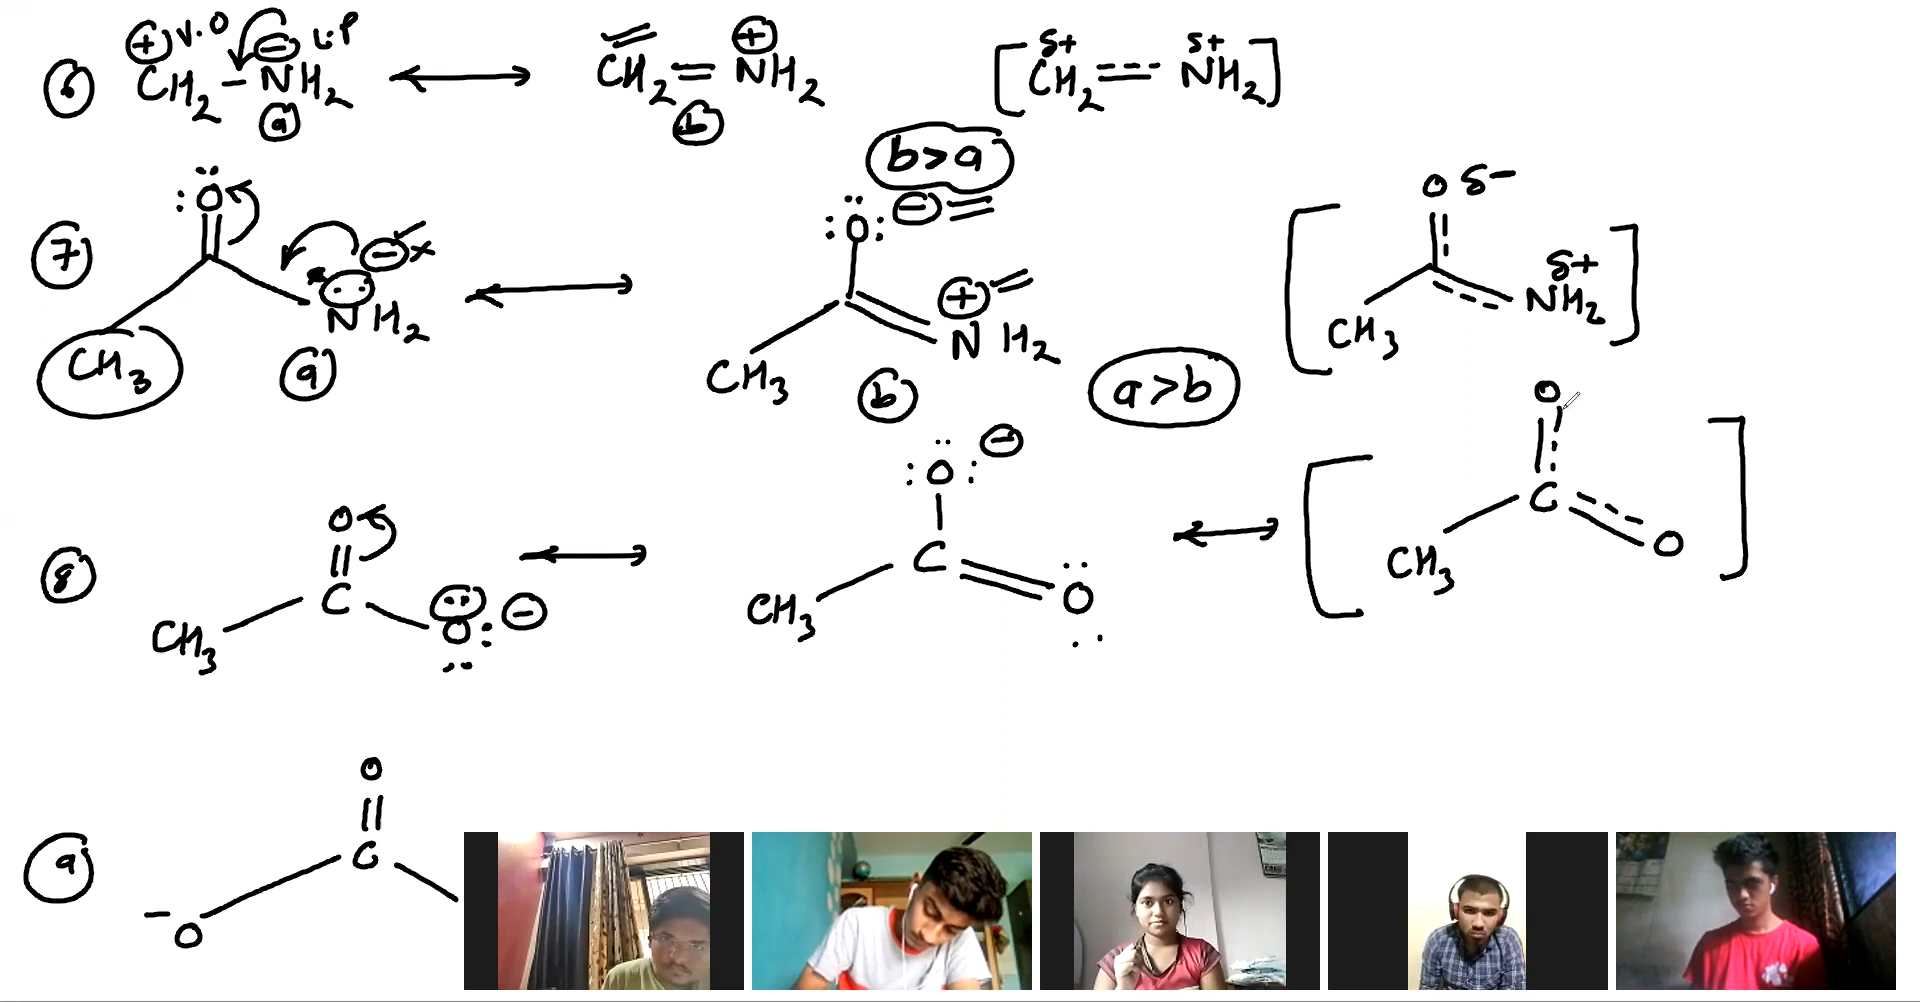 ⑥ ⊕ V.O ⊖ L.P
CH₂ – NH₂ ⟷ CH₂ = NH₂ ⊕ [CH₂ NH₂] δ+ δ+
ⓐ ⓑ
b > a
⑦ :Ö Ö: ⊖ O δ−
⊖ x ⊕ δ+
N̈H₂ NH₂ NH₂
CH₃ CH₃ CH₃
ⓐ ⓑ a > b
⑧ O :Ö: ⊖ O
C C C
CH₃ O ⊖ CH₃ O CH₃ O
⑨ O
C
− O